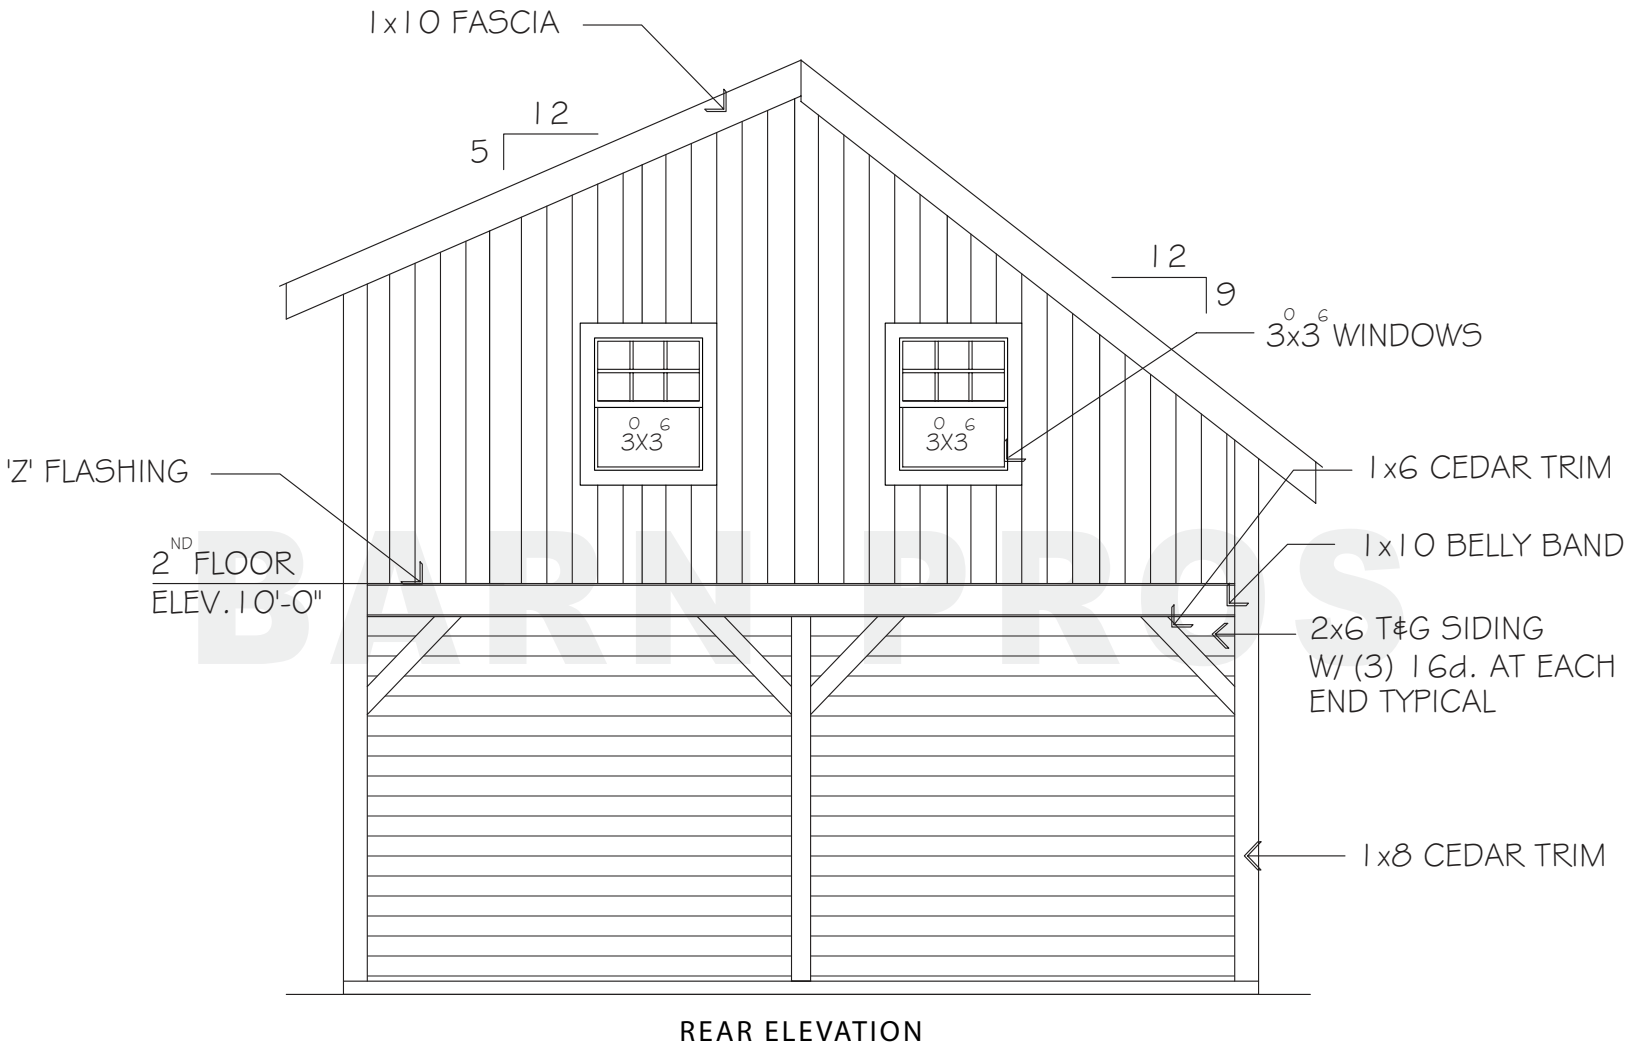 1x10 FASCIA
12
5
12
9
3⁰x3⁶ WINDOWS
3⁰X3⁶
3⁰X3⁶
'Z' FLASHING
1x6 CEDAR TRIM
2ND FLOOR
ELEV. 10'-0"
1x10 BELLY BAND
BARN PROS
2x6 T&G SIDING
W/ (3) 16d. AT EACH
END TYPICAL
1x8 CEDAR TRIM
REAR ELEVATION